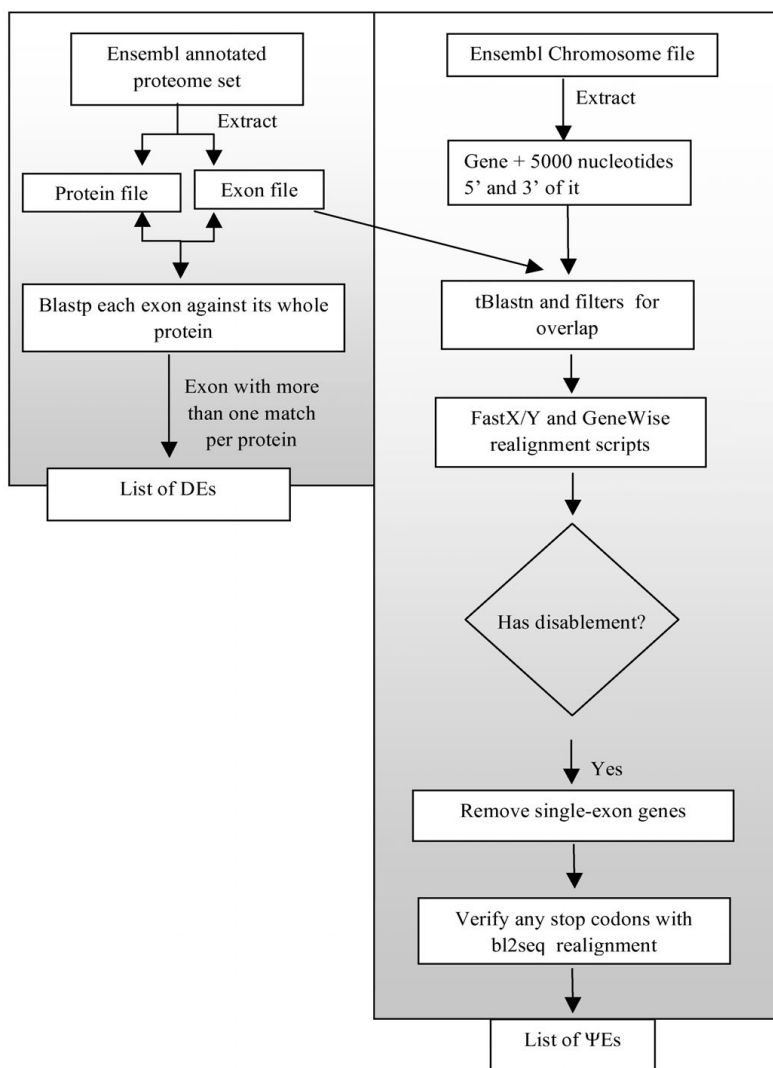 Ensembl annotated
proteome set
Extract
Protein file
Exon file
Blastp each exon against its whole
protein
Exon with more
than one match
per protein
List of DEs
Ensembl Chromosome file
Extract
Gene + 5000 nucleotides
5’ and 3’ of it
tBlastn and filters for
overlap
FastX/Y and GeneWise
realignment scripts
Has disablement?
Yes
Remove single-exon genes
Verify any stop codons with
bl2seq realignment
List of ΨEs